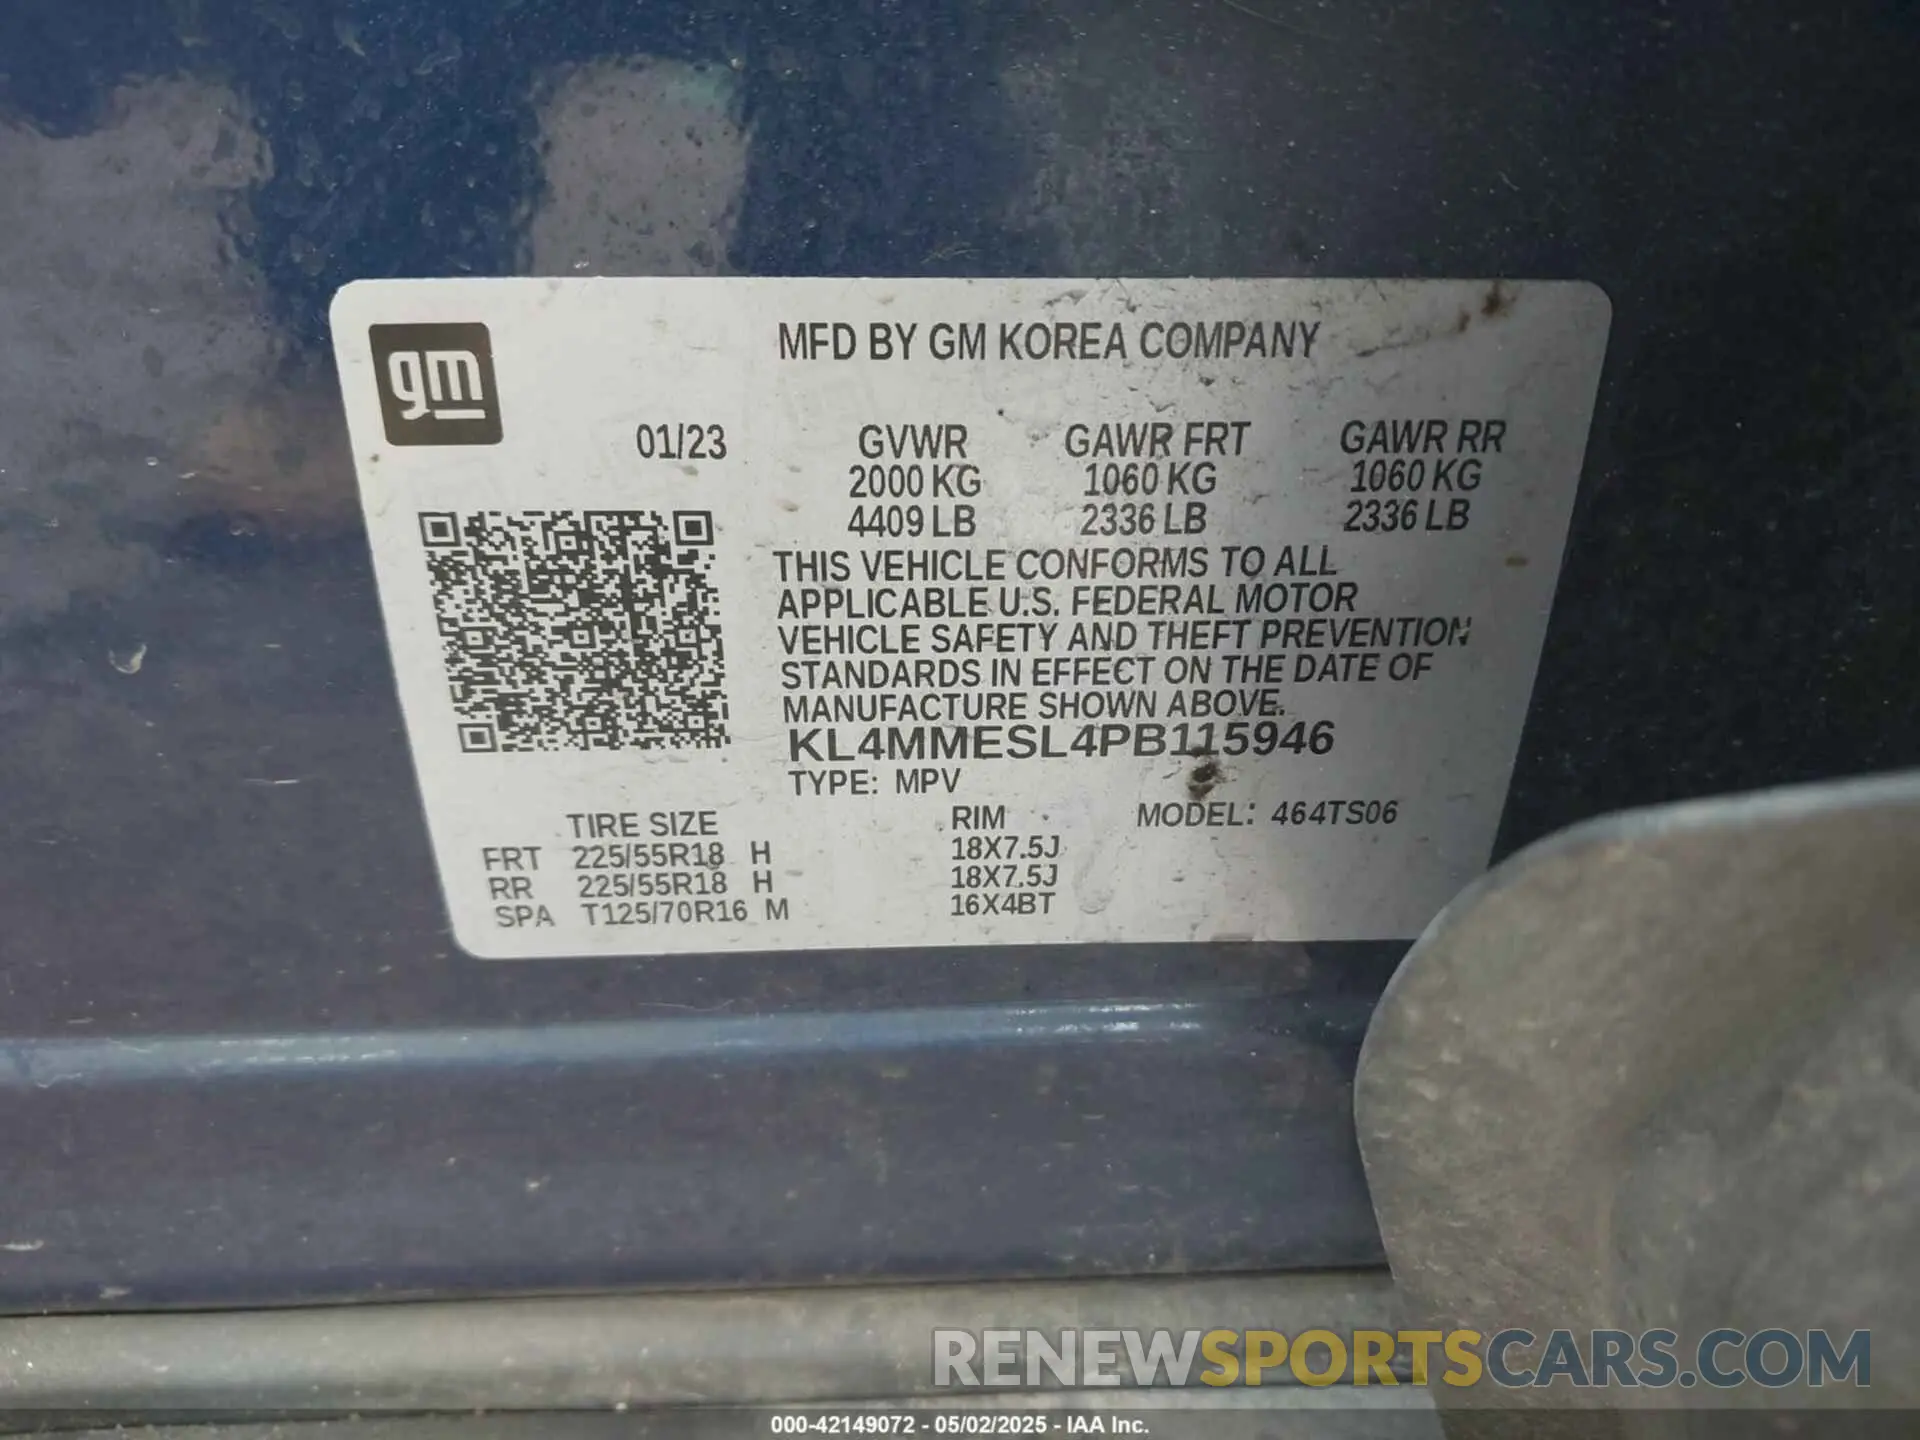 gm
MFD BY GM KOREA COMPANY
01/23 GVWR GAWR FRT GAWR RR
2000 KG 1060 KG 1060 KG
4409 LB 2336 LB 2336 LB
THIS VEHICLE CONFORMS TO ALL
APPLICABLE U.S. FEDERAL MOTOR
VEHICLE SAFETY AND THEFT PREVENTION
STANDARDS IN EFFECT ON THE DATE OF
MANUFACTURE SHOWN ABOVE.
KL4MMESL4PB115946
TYPE: MPV
TIRE SIZE RIM MODEL: 464TS06
FRT 225/55R18 H 18X7.5J
RR 225/55R18 H 18X7.5J
SPA T125/70R16 M 16X4BT
RENEWSPORTSCARS.COM
000-42149072 - 05/02/2025 - IAA Inc.